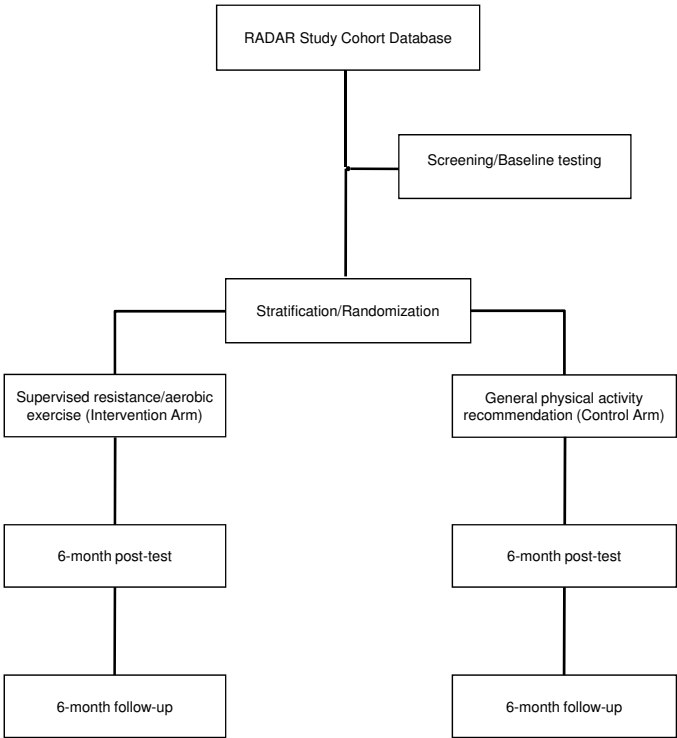 RADAR Study Cohort Database
Screening/Baseline testing
Stratification/Randomization
Supervised resistance/aerobic
exercise (Intervention Arm)
General physical activity
recommendation (Control Arm)
6-month post-test
6-month post-test
6-month follow-up
6-month follow-up